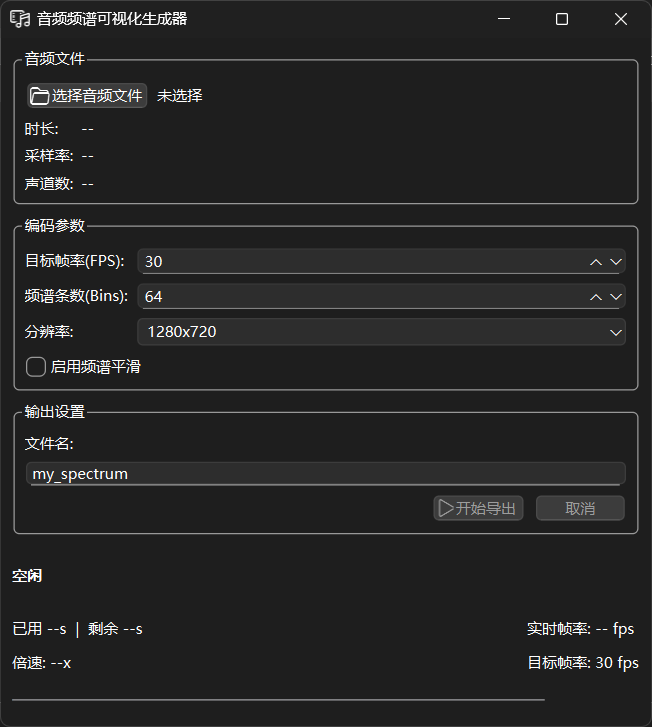 音频频谱可视化生成器
音频文件
选择音频文件 未选择
时长: --
采样率: --
声道数: --
编码参数
目标帧率(FPS): 30
频谱条数(Bins): 64
分辨率: 1280x720
启用频谱平滑
输出设置
文件名:
my_spectrum
开始导出 取消
空闲
已用 --s | 剩余 --s 实时帧率: -- fps
倍速: --x 目标帧率: 30 fps